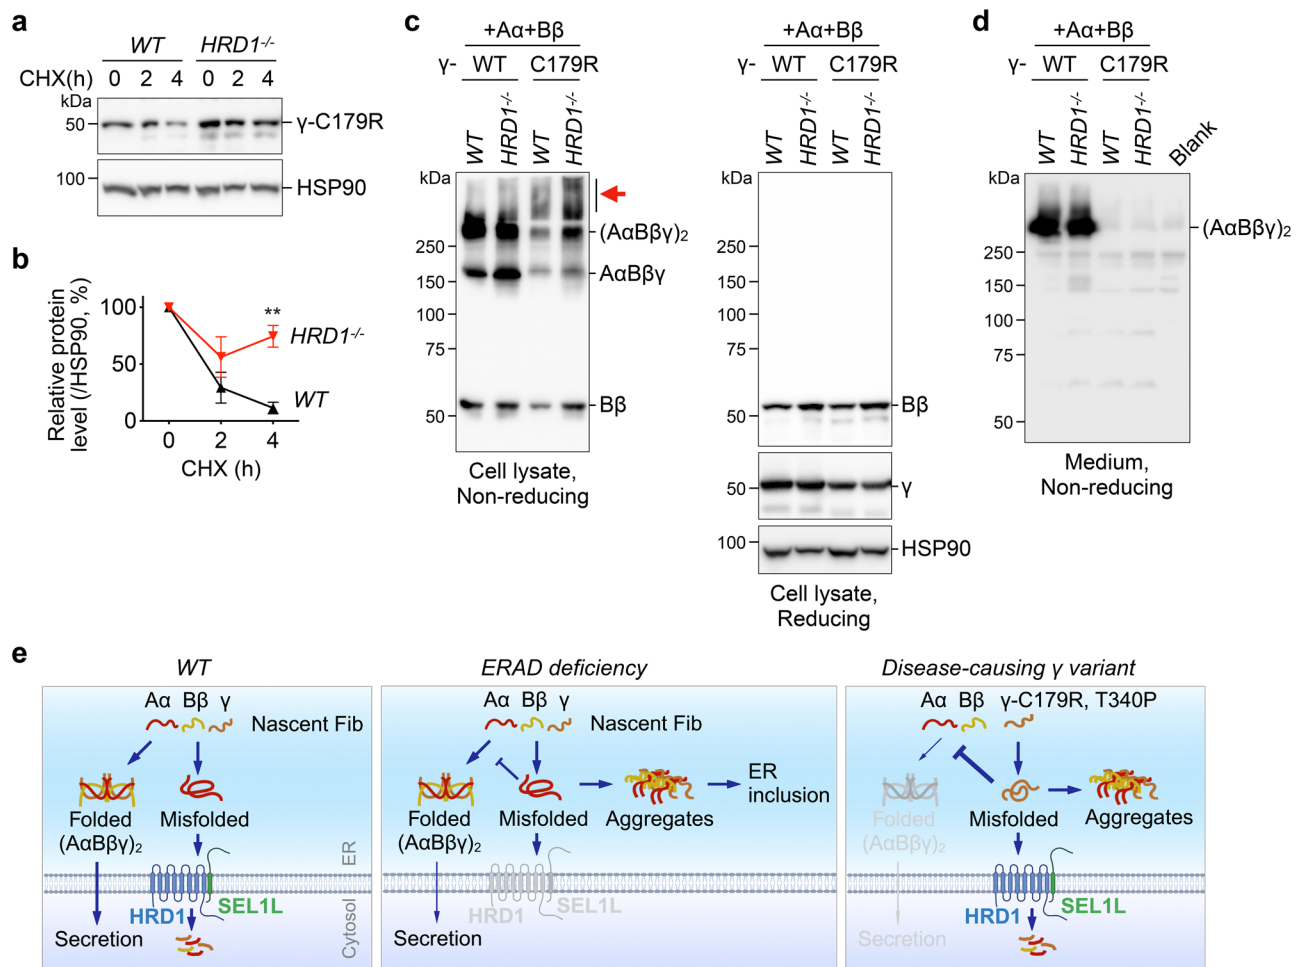 a
WT HRD1-/-
CHX(h) 0 2 4 0 2 4
kDa
50
γ-C179R
100
HSP90
b
Relative protein
level (/HSP90, %)
100
50
0
**
HRD1-/-
WT
0 2 4
CHX (h)
c
+Aα+Bβ
γ- WT C179R
WT HRD1-/- WT HRD1-/-
kDa
250
150
100
75
50
(AαBβγ)2
AαBβγ
Bβ
Cell lysate,
Non-reducing
+Aα+Bβ
γ- WT C179R
WT HRD1-/- WT HRD1-/-
kDa
250
150
100
75
50
Bβ
50
γ
100
HSP90
Cell lysate,
Reducing
d
+Aα+Bβ
γ- WT C179R
WT HRD1-/- WT HRD1-/- Blank
kDa
250
150
100
75
50
(AαBβγ)2
Medium,
Non-reducing
e
WT
Aα Bβ γ
Nascent Fib
Folded
(AαBβγ)2
Misfolded
HRD1
SEL1L
Secretion
ER
Cytosol
ERAD deficiency
Aα Bβ γ
Nascent Fib
Folded
(AαBβγ)2
Misfolded
Aggregates
ER
inclusion
HRD1
SEL1L
Secretion
Disease-causing γ variant
Aα Bβ γ-C179R, T340P
Folded
(AαBβγ)2
Misfolded
Aggregates
HRD1
SEL1L
Secretion